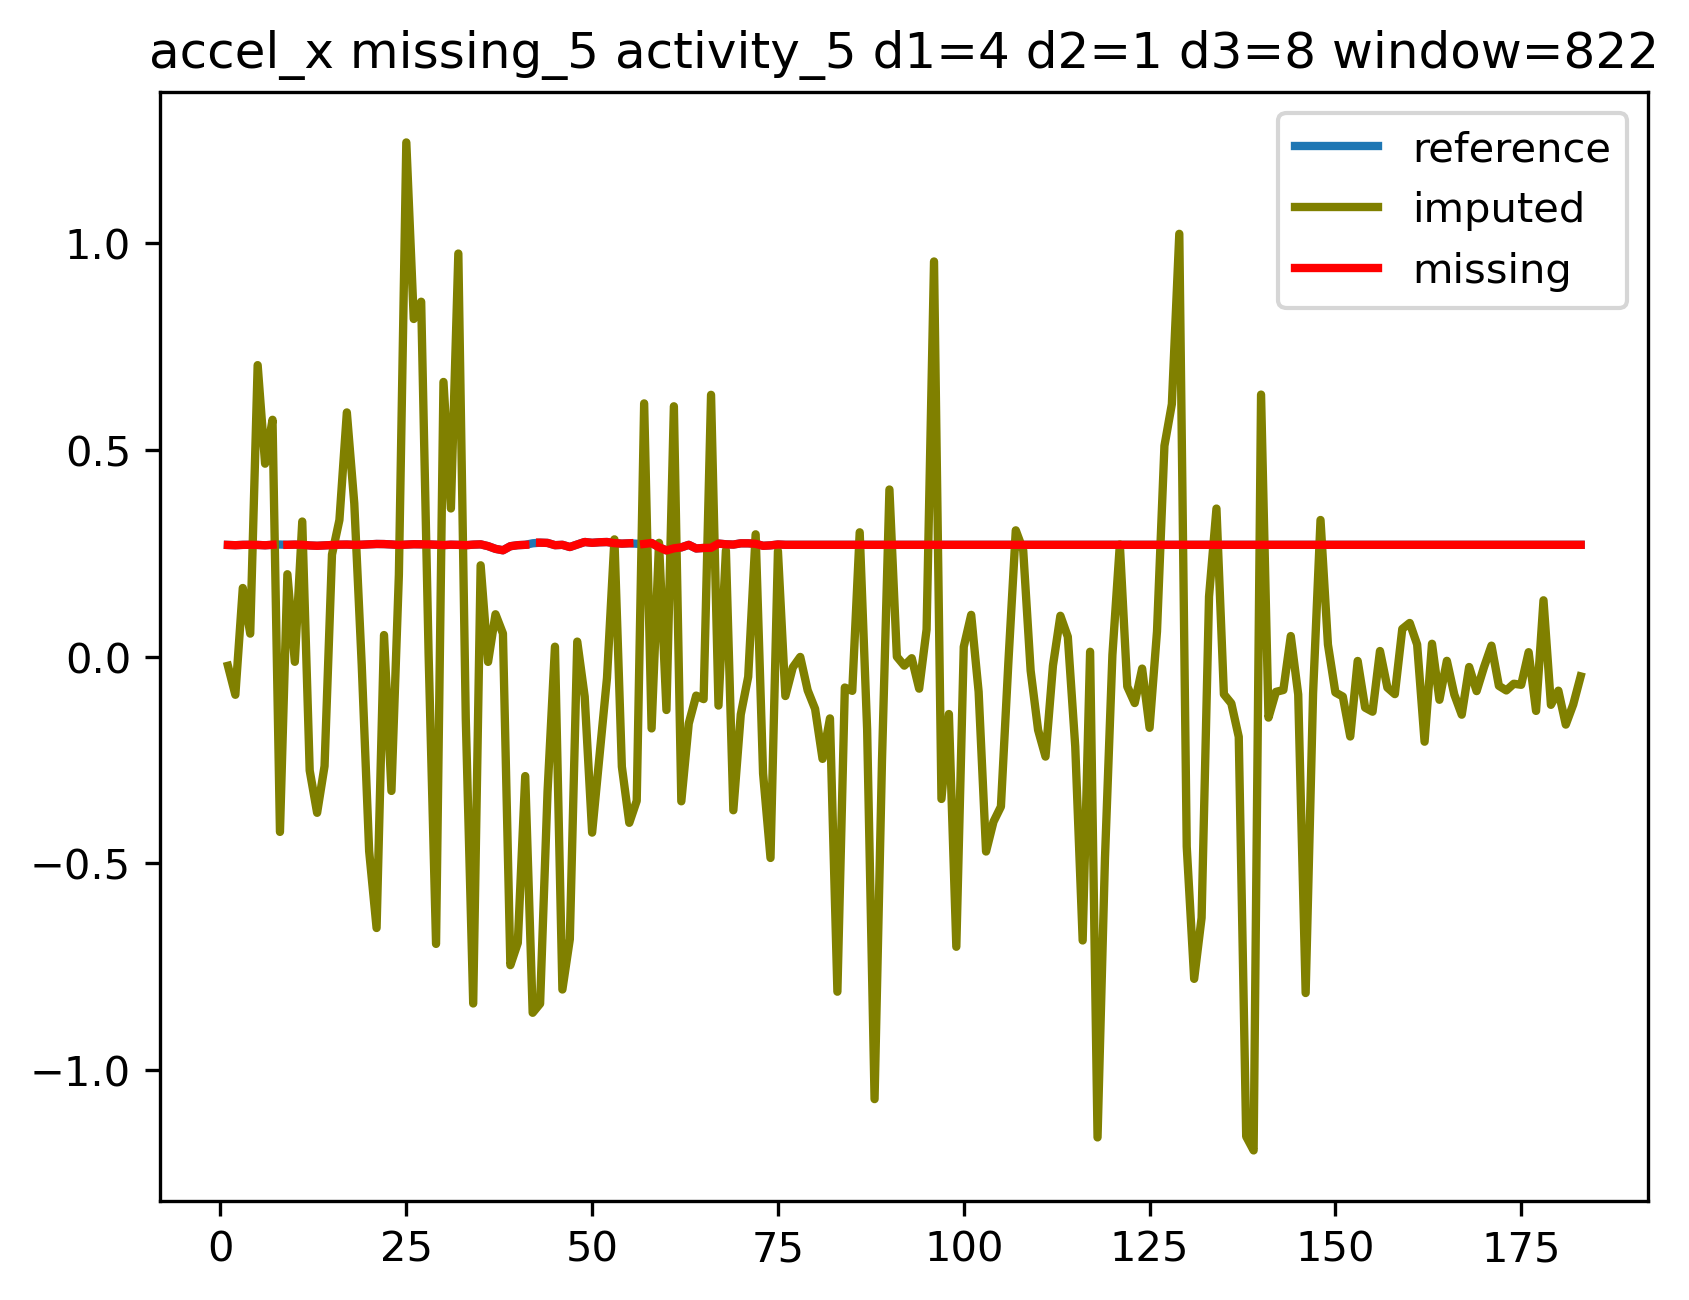 accel_x missing_5 activity_5 d1=4 d2=1 d3=8 window=822
reference
imputed
missing
1.0
0.5
0.0
−0.5
−1.0
0 25 50 75 100 125 150 175